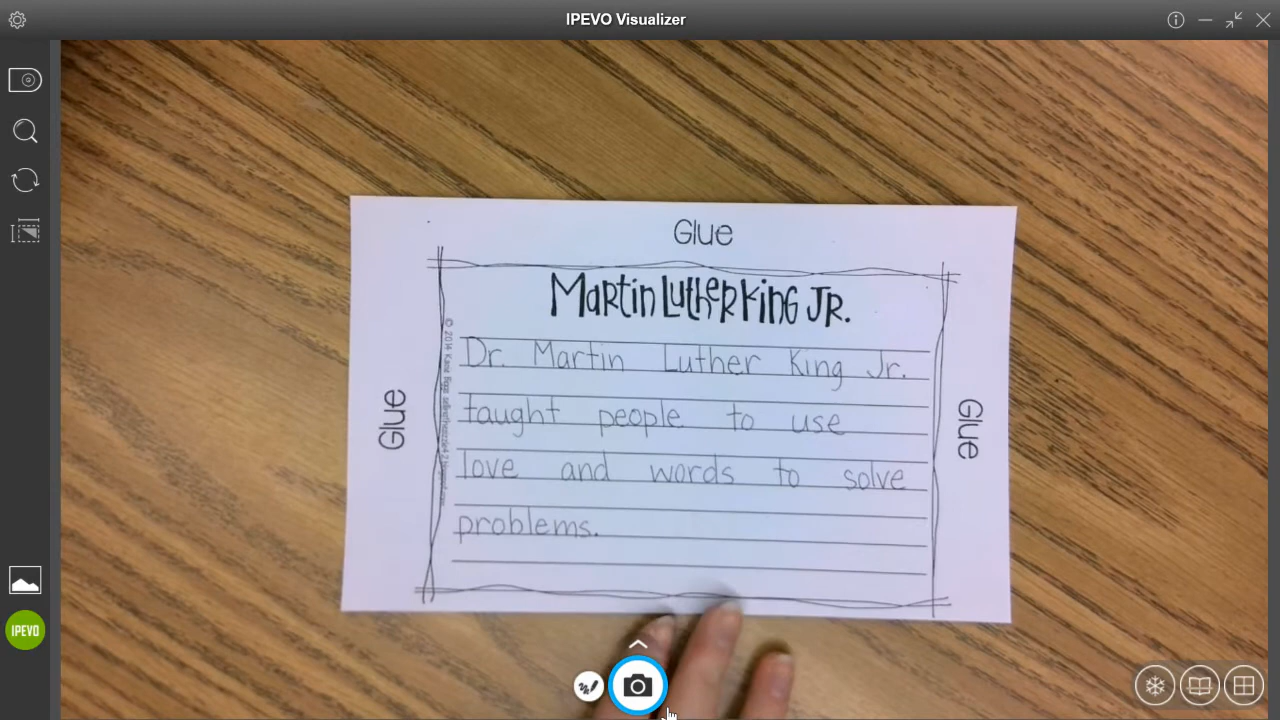 IPEVO Visualizer
Glue
Martin Luther King Jr.
Dr. Martin Luther King Jr.
taught people to use
love and words to solve
problems.
Glue
Glue
© 2014
IPEVO